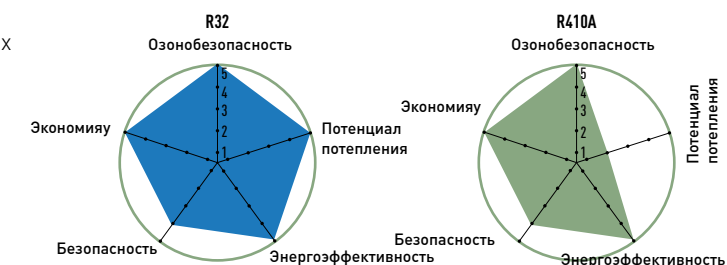 X
R32
Озонобезопасность
5
4
3
2
1
Экономияу
Потенциал
потепления
Безопасность
Энергоэффективность
R410A
Озонобезопасность
5
4
3
2
1
Экономияу
Потенциал
потепления
Безопасность
Энергоэффективность